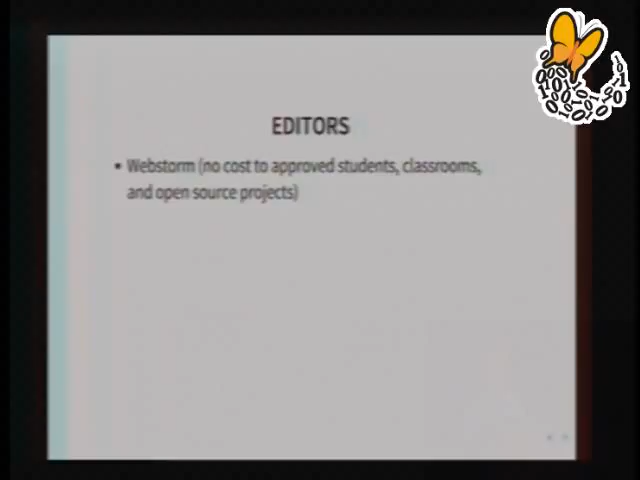 EDITORS
• Webstorm (no cost to approved students, classrooms,
and open source projects)